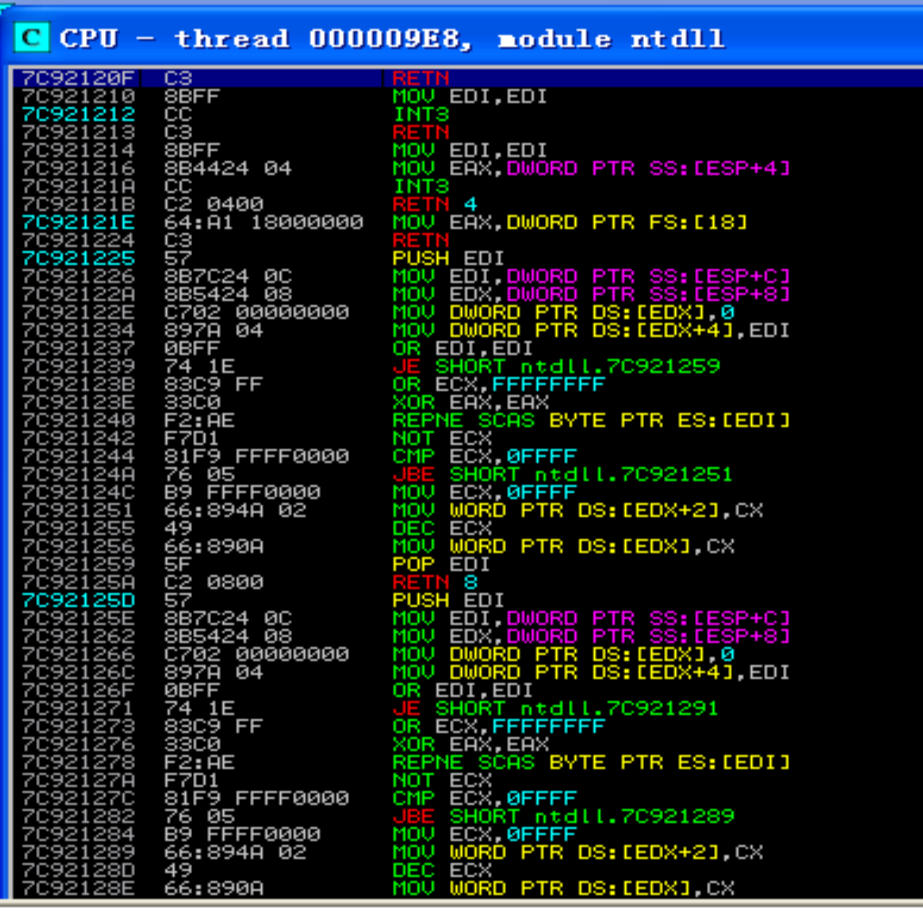 C CPU - thread 000009E8, module ntdll
7C92120F C3 RETN
7C921210 8BFF MOV EDI,EDI
7C921212 CC INT3
7C921213 C3 RETN
7C921214 8BFF MOV EDI,EDI
7C921216 8B4424 04 MOV EAX,DWORD PTR SS:[ESP+4]
7C92121A CC INT3
7C92121B C2 0400 RETN 4
7C92121E 64:A1 18000000 MOV EAX,DWORD PTR FS:[18]
7C921224 C3 RETN
7C921225 57 PUSH EDI
7C921226 8B7C24 0C MOV EDI,DWORD PTR SS:[ESP+C]
7C92122A 8B5424 08 MOV EDX,DWORD PTR SS:[ESP+8]
7C92122E C702 00000000 MOV DWORD PTR DS:[EDX],0
7C921234 897A 04 MOV DWORD PTR DS:[EDX+4],EDI
7C921237 0BFF OR EDI,EDI
7C921239 74 1E JE SHORT ntdll.7C921259
7C92123B 83C9 FF OR ECX,FFFFFFFF
7C92123E 33C0 XOR EAX,EAX
7C921240 F2:AE REPNE SCAS BYTE PTR ES:[EDI]
7C921242 F7D1 NOT ECX
7C921244 81F9 FFFF0000 CMP ECX,0FFFF
7C92124A 76 05 JBE SHORT ntdll.7C921251
7C92124C B9 FFFF0000 MOV ECX,0FFFF
7C921251 66:894A 02 MOV WORD PTR DS:[EDX+2],CX
7C921255 49 DEC ECX
7C921256 66:890A MOV WORD PTR DS:[EDX],CX
7C921259 5F POP EDI
7C92125A C2 0800 RETN 8
7C92125D 57 PUSH EDI
7C92125E 8B7C24 0C MOV EDI,DWORD PTR SS:[ESP+C]
7C921262 8B5424 08 MOV EDX,DWORD PTR SS:[ESP+8]
7C921266 C702 00000000 MOV DWORD PTR DS:[EDX],0
7C92126C 897A 04 MOV DWORD PTR DS:[EDX+4],EDI
7C92126F 0BFF OR EDI,EDI
7C921271 74 1E JE SHORT ntdll.7C921291
7C921273 83C9 FF OR ECX,FFFFFFFF
7C921276 33C0 XOR EAX,EAX
7C921278 F2:AE REPNE SCAS BYTE PTR ES:[EDI]
7C92127A F7D1 NOT ECX
7C92127C 81F9 FFFF0000 CMP ECX,0FFFF
7C921282 76 05 JBE SHORT ntdll.7C921289
7C921284 B9 FFFF0000 MOV ECX,0FFFF
7C921289 66:894A 02 MOV WORD PTR DS:[EDX+2],CX
7C92128D 49 DEC ECX
7C92128E 66:890A MOV WORD PTR DS:[EDX],CX